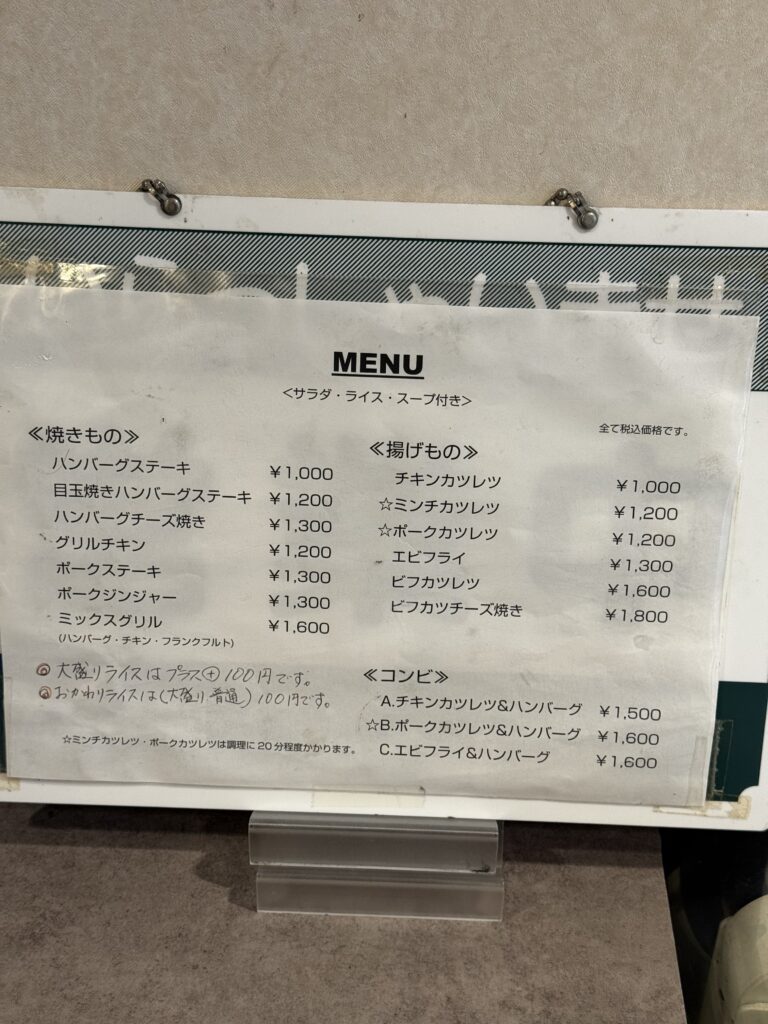 MENU
<サラダ・ライス・スープ付き>
全て税込価格です。
≪焼きもの≫
ハンバーグステーキ ¥1,000
目玉焼きハンバーグステーキ ¥1,200
ハンバーグチーズ焼き ¥1,300
グリルチキン ¥1,200
ポークステーキ ¥1,300
ポークジンジャー ¥1,300
ミックスグリル ¥1,600
(ハンバーグ・チキン・フランクフルト)
◎大盛りライスはプラス⊕100円です。
◎おかわりライスは(大盛り 普通)100円です。
☆ミンチカツレツ・ポークカツレツは調理に20分程度かかります。
≪揚げもの≫
チキンカツレツ ¥1,000
☆ミンチカツレツ ¥1,200
☆ポークカツレツ ¥1,200
エビフライ ¥1,300
ビフカツレツ ¥1,600
ビフカツチーズ焼き ¥1,800
≪コンビ≫
A.チキンカツレツ&ハンバーグ ¥1,500
☆B.ポークカツレツ&ハンバーグ ¥1,600
C.エビフライ&ハンバーグ ¥1,600